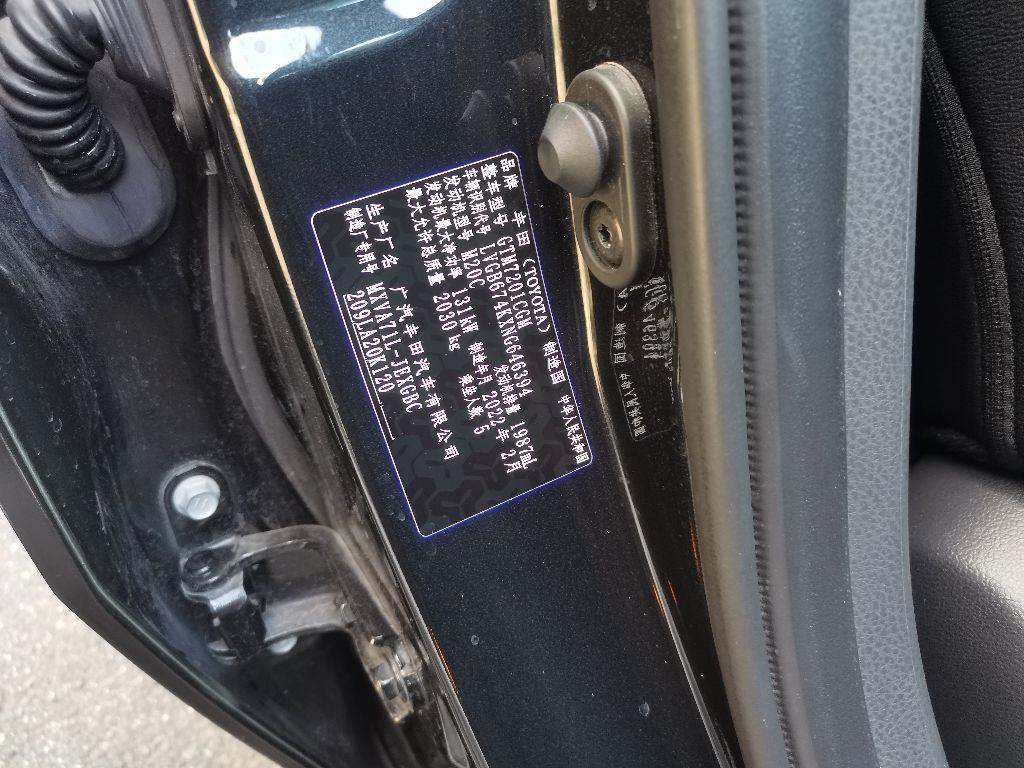 品牌 丰田(TOYOTA) 制造国 中华人民共和国
整车型号 GTM7201CGM
车辆识别代号 LVGB674KXNG646394
发动机型号 M20C 发动机排量 1987mL
发动机最大净功率 131kW 制造年月 2022年2月
最大允许总质量 2050kg 乘坐人数 5
生产厂名 广汽丰田汽车有限公司
制造厂专用号 MXVA71L-JEXGBC
209LA20K120